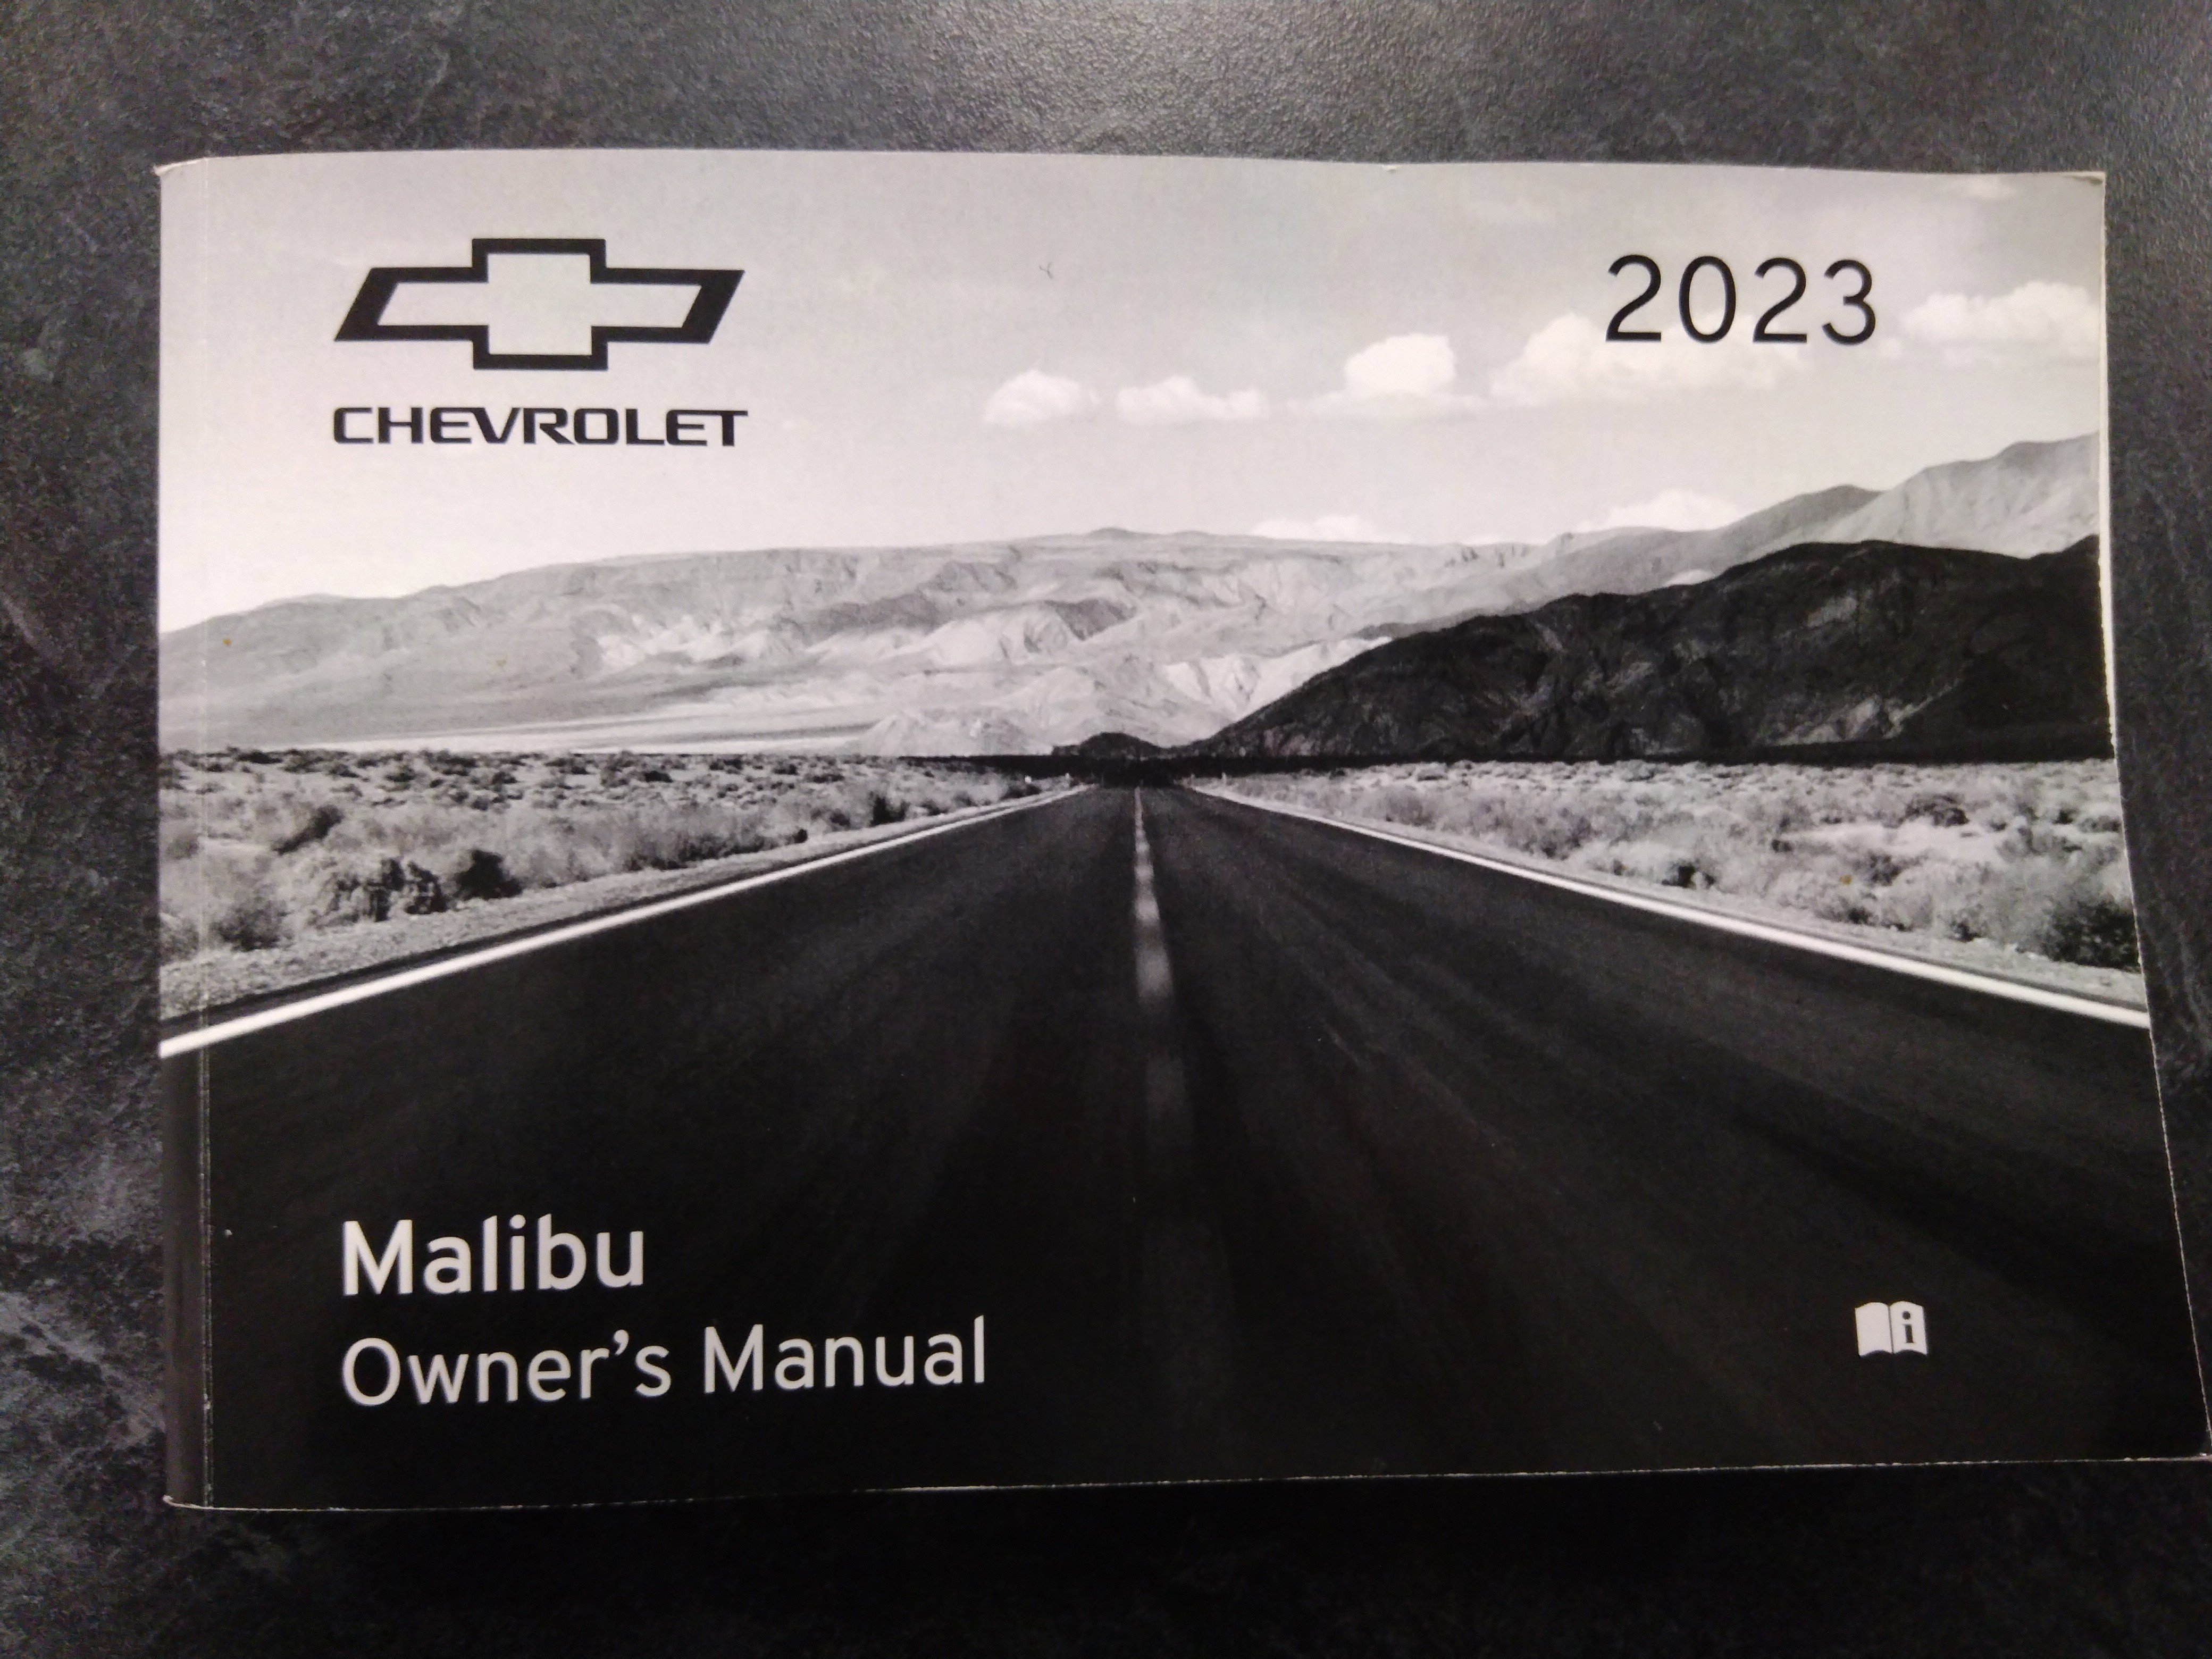 CHEVROLET
2023
Malibu
Owner’s Manual
i